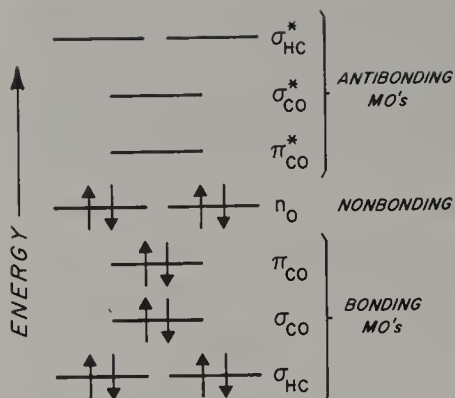 σ*HC
σ*CO
π*CO
ANTIBONDING
MO's
nO
NONBONDING
πCO
σCO
σHC
BONDING
MO's
ENERGY